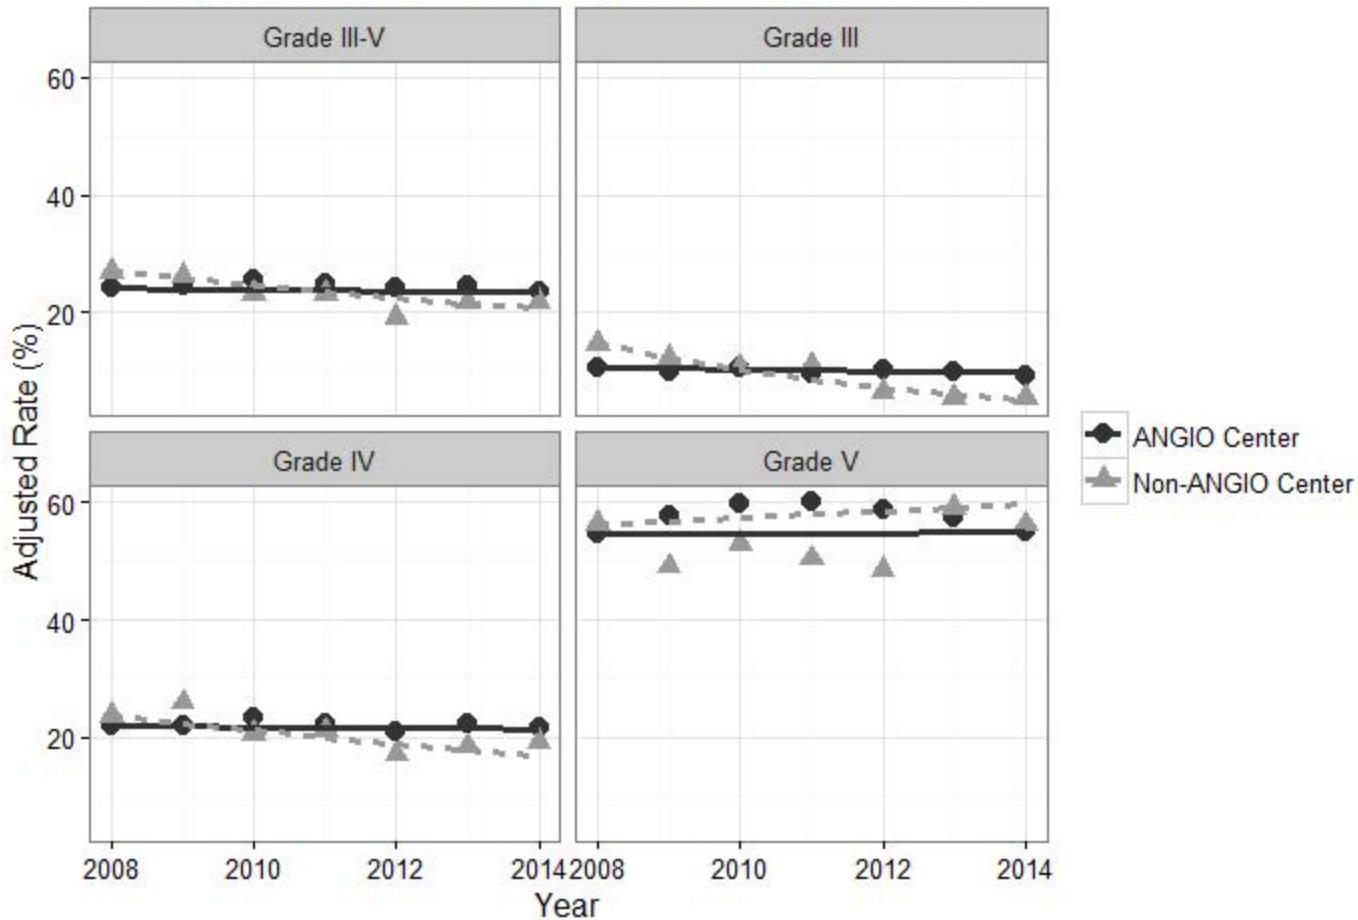 Grade III-V
Grade III
60
40
20
Grade IV
Grade V
60
40
20
Adjusted Rate (%)
2008 2010 2012 2014 2008 2010 2012 2014
Year
ANGIO Center
Non-ANGIO Center